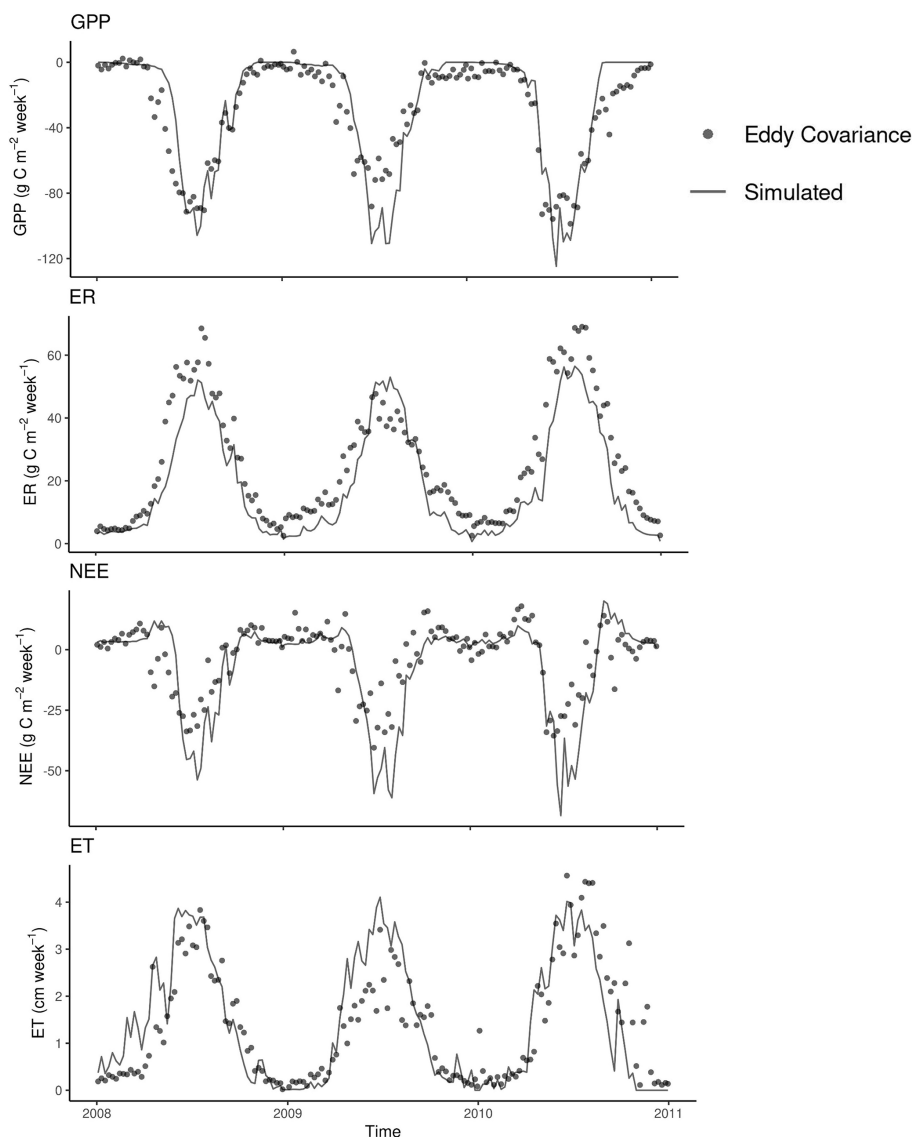 GPP
0
-40
-80
-120
GPP (g C m⁻² week⁻¹)
Eddy Covariance
Simulated
ER
60
40
20
0
ER (g C m⁻² week⁻¹)
NEE
0
-25
-50
NEE (g C m⁻² week⁻¹)
ET
4
3
2
1
0
ET (cm week⁻¹)
2008 2009 2010 2011
Time